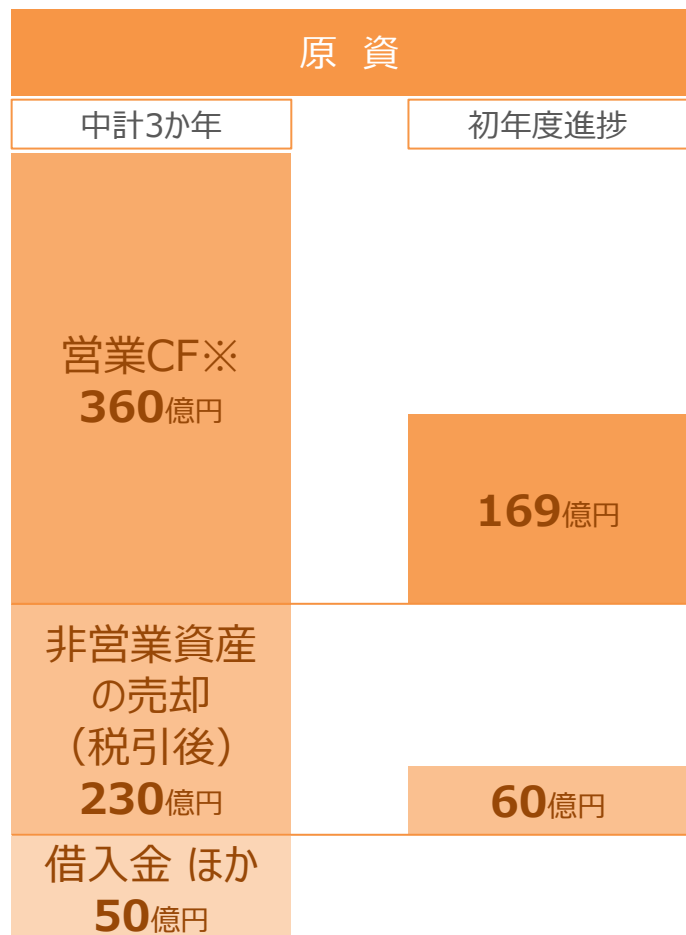 原 資
中計3か年
初年度進捗
営業CF※
360億円
169億円
非営業資産
の売却
（税引後）
230億円
60億円
借入金 ほか
50億円